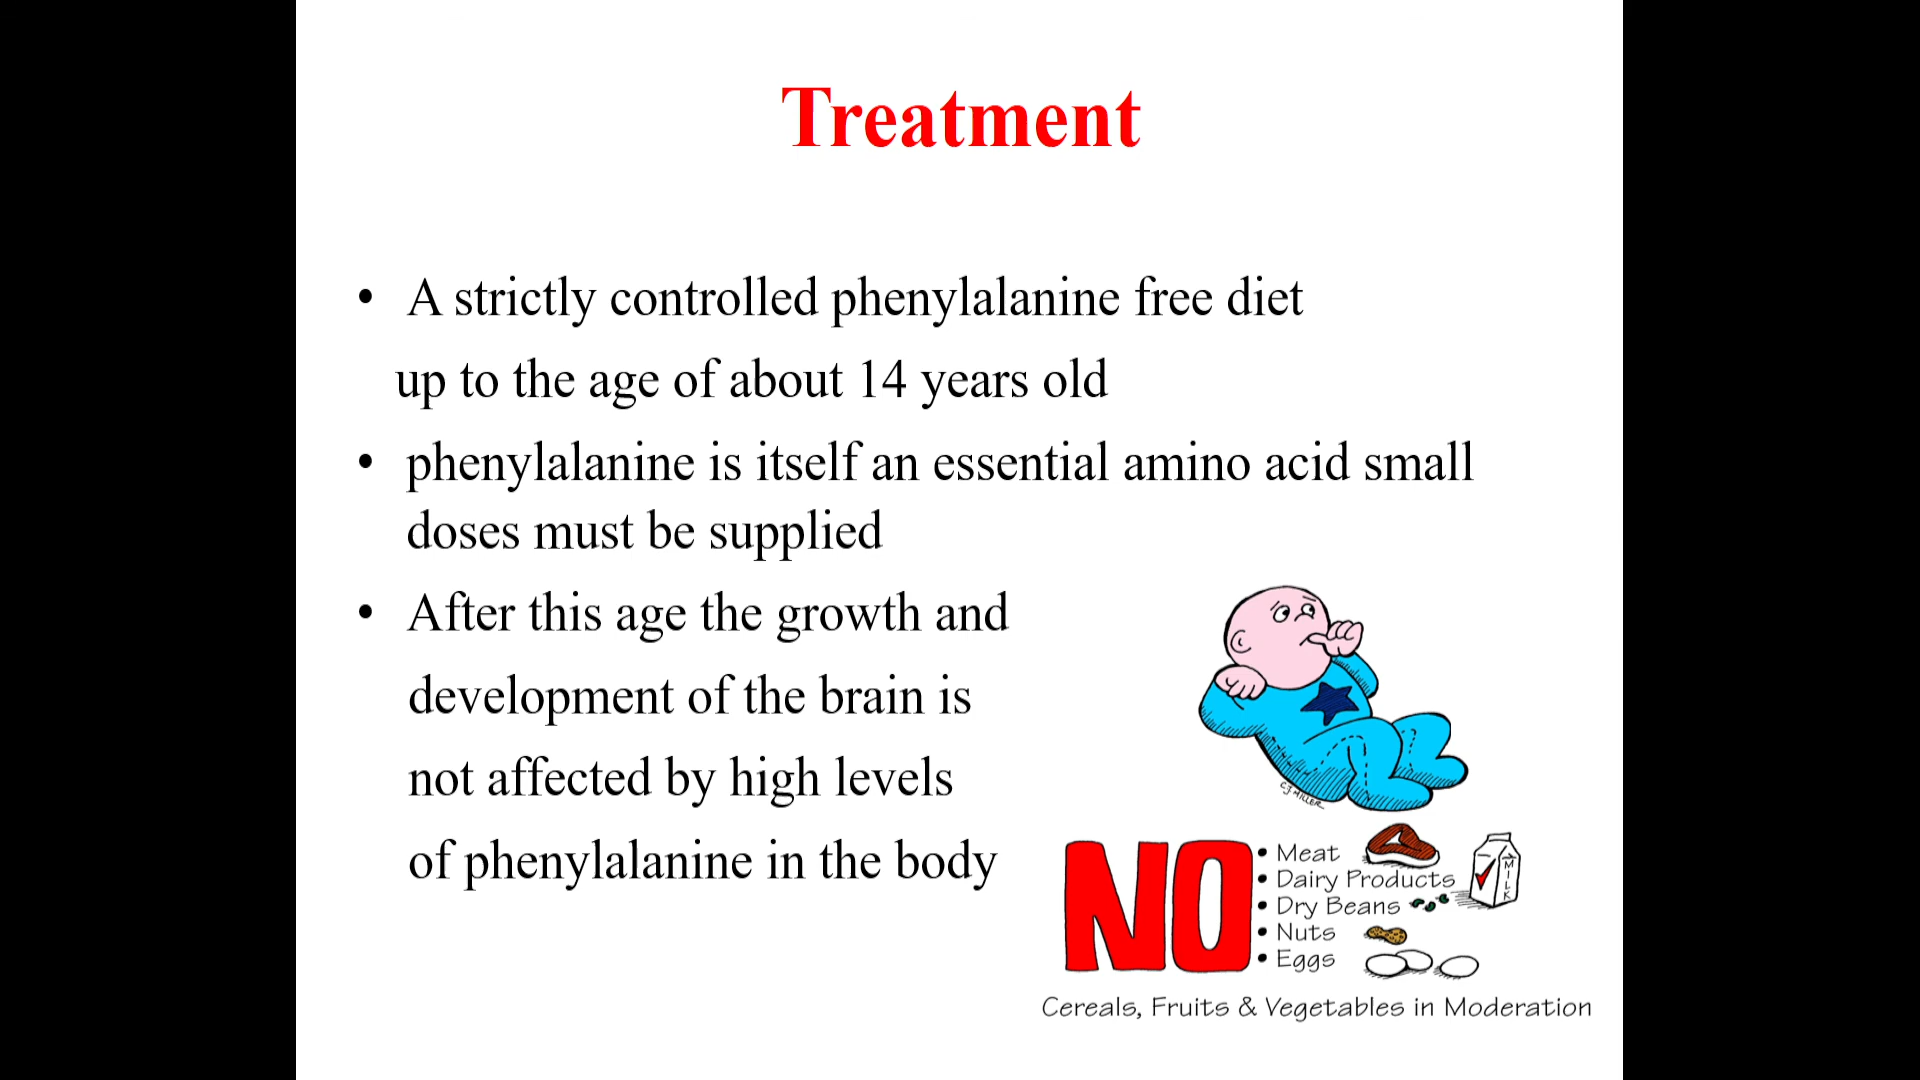 Treatment
• A strictly controlled phenylalanine free diet
up to the age of about 14 years old
• phenylalanine is itself an essential amino acid small
doses must be supplied
• After this age the growth and
development of the brain is
not affected by high levels
of phenylalanine in the body
CJ MILLER
NO
• Meat
• Dairy Products
• Dry Beans
• Nuts
• Eggs
MILK
Cereals, Fruits & Vegetables in Moderation